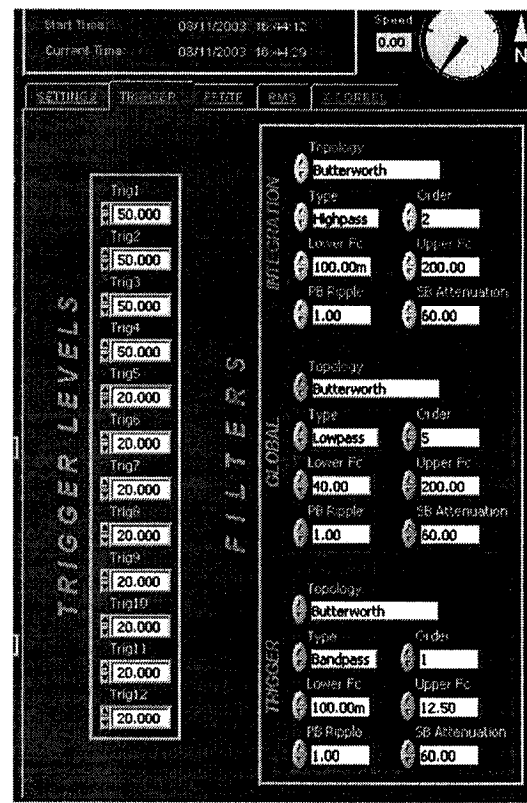 Start Time: 08/11/2003 16:44:12
Current Time: 08/11/2003 16:44:29
Speed
0.00
N
SETTINGS TRIGGER RMS
TRIGGER LEVELS
Trig1
50.000
Trig2
50.000
Trig3
50.000
Trig4
50.000
Trig5
20.000
Trig6
20.000
Trig7
20.000
Trig8
20.000
Trig9
20.000
Trig10
20.000
Trig11
20.000
Trig12
20.000
FILTERS
INTEGRATION
Topology
Butterworth
Type Order
Highpass 2
Lower Fc Upper Fc
100.00m 200.00
PB Ripple SB Attenuation
1.00 60.00
GLOBAL
Topology
Butterworth
Type Order
Lowpass 5
Lower Fc Upper Fc
40.00 200.00
PB Ripple SB Attenuation
1.00 60.00
TRIGGER
Topology
Butterworth
Type Order
Bandpass 1
Lower Fc Upper Fc
100.00m 12.50
PB Ripple SB Attenuation
1.00 60.00